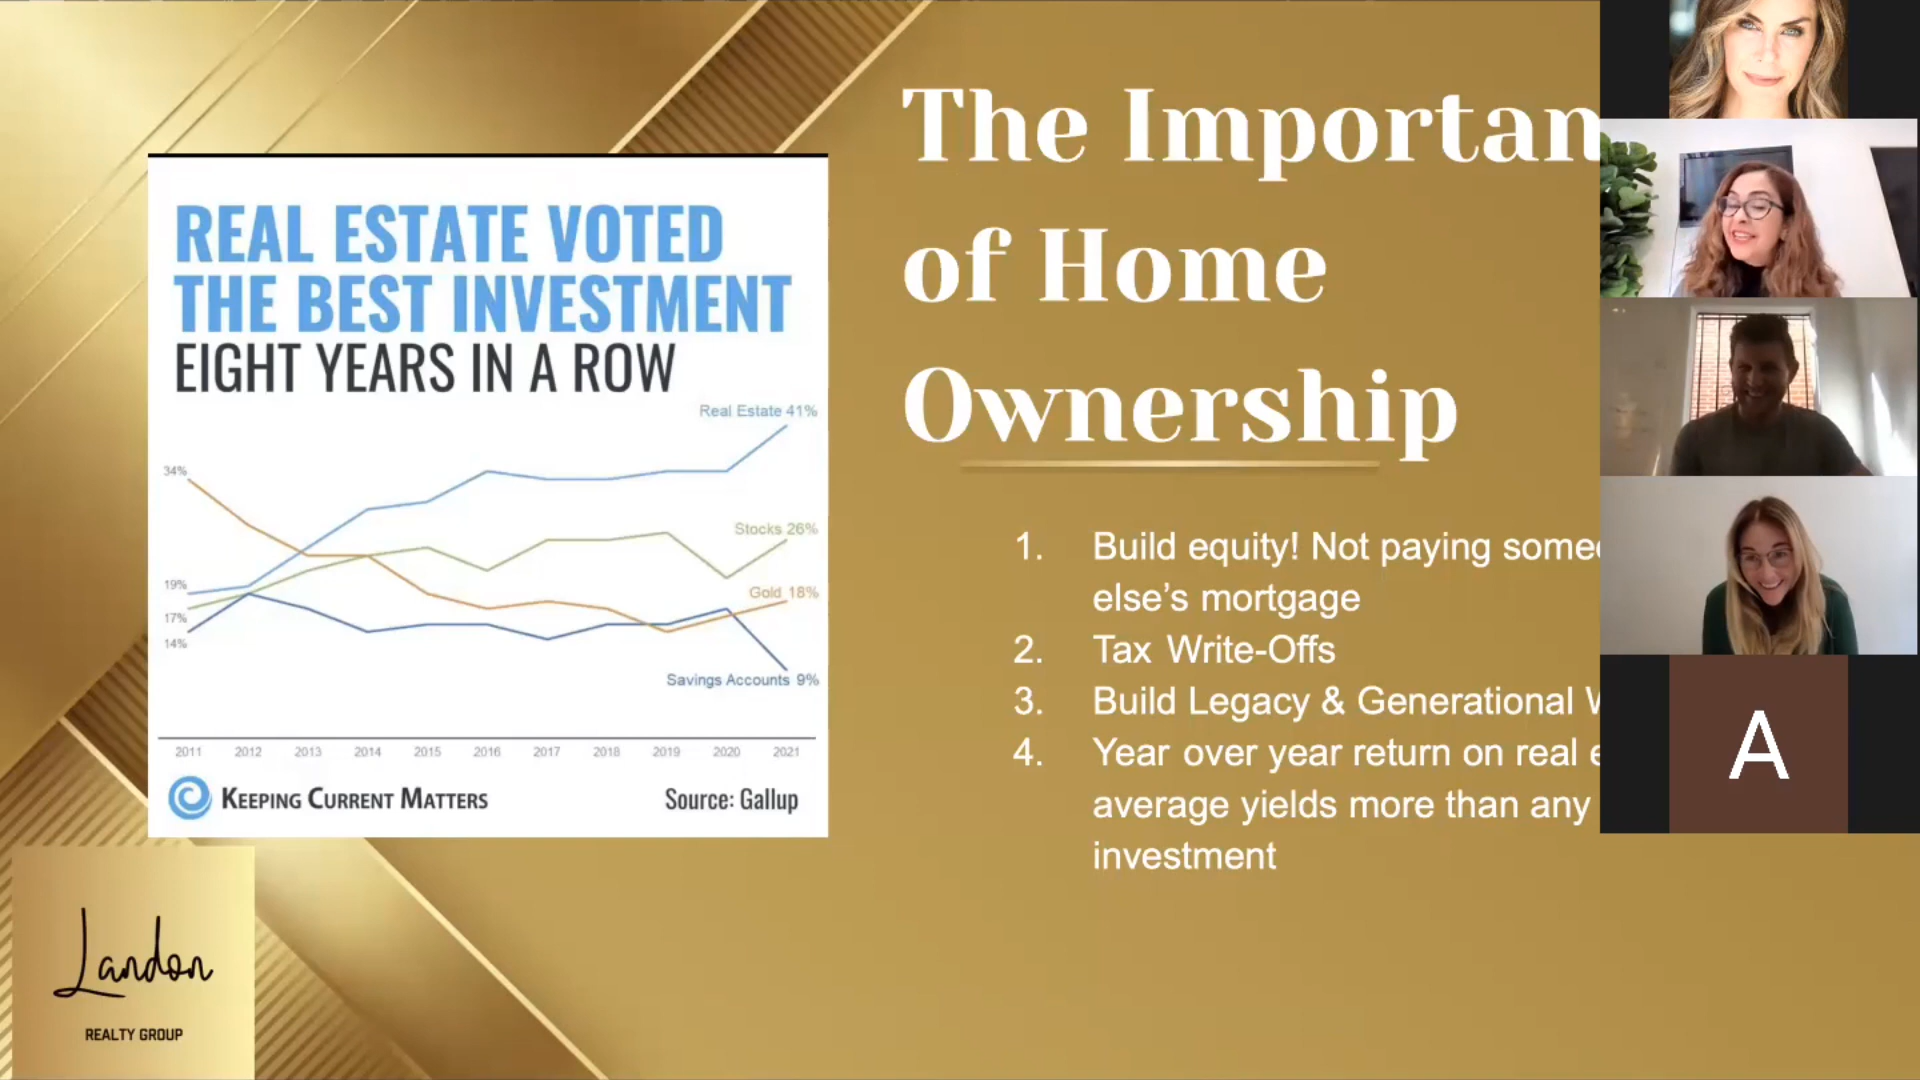 The Importan
of Home
Ownership
REAL ESTATE VOTED
THE BEST INVESTMENT
EIGHT YEARS IN A ROW
Real Estate 41%
34%
Stocks 26%
19%
Gold 18%
17%
14%
Savings Accounts 9%
2011 2012 2013 2014 2015 2016 2017 2018 2019 2020 2021
KEEPING CURRENT MATTERS
Source: Gallup
1. Build equity! Not paying some
else’s mortgage
2. Tax Write-Offs
3. Build Legacy & Generational
4. Year over year return on real
average yields more than any
investment
Landon
REALTY GROUP
A